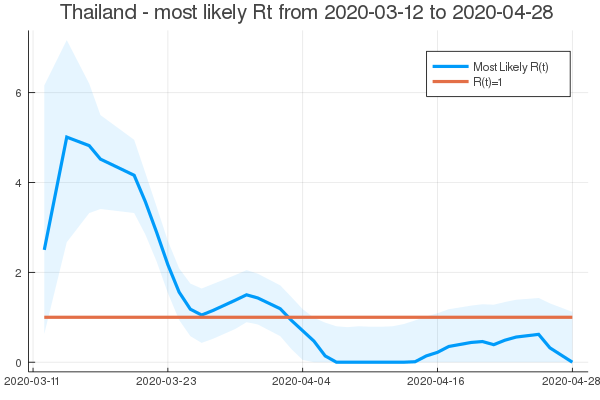 Thailand - most likely Rt from 2020-03-12 to 2020-04-28
Most Likely R(t)
R(t)=1
6
4
2
0
2020-03-11 2020-03-23 2020-04-04 2020-04-16 2020-04-28